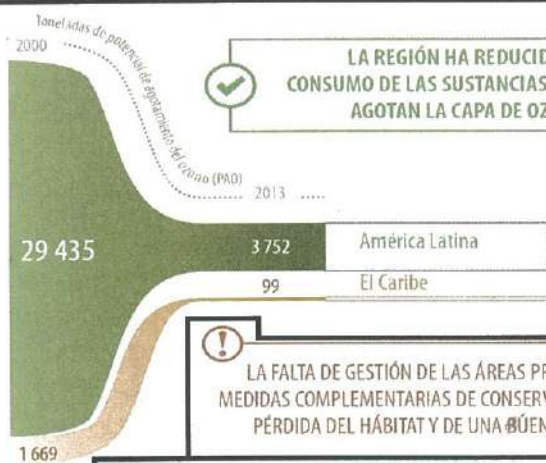 Toneladas de potencial de agotamiento del ozono (PAO)
2000
2013
LA REGIÓN HA REDUCID
CONSUMO DE LAS SUSTANCIAS
AGOTAN LA CAPA DE OZ
29 435
3 752
América Latina
99
El Caribe
1 669
LA FALTA DE GESTIÓN DE LAS ÁREAS PR
MEDIDAS COMPLEMENTARIAS DE CONSERV
PÉRDIDA DEL HÁBITAT Y DE UNA BUEN